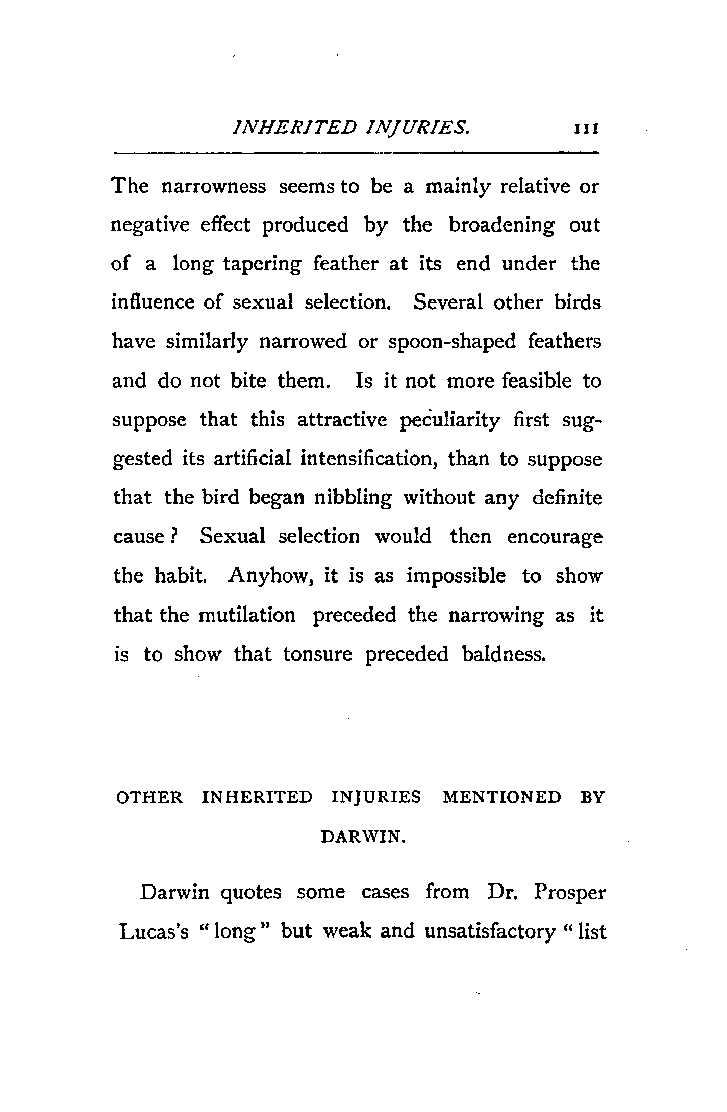 INHERITED INJURIES. 111
The narrowness seems to be a mainly relative or
negative effect produced by the broadening out
of a long tapering feather at its end under the
influence of sexual selection. Several other birds
have similarly narrowed or spoon-shaped feathers
and do not bite them. Is it not more feasible to
suppose that this attractive peculiarity first sug-
gested its artificial intensification, than to suppose
that the bird began nibbling without any definite
cause? Sexual selection would then encourage
the habit. Anyhow, it is as impossible to show
that the mutilation preceded the narrowing as it
is to show that tonsure preceded baldness.
OTHER INHERITED INJURIES MENTIONED BY
DARWIN.
Darwin quotes some cases from Dr. Prosper
Lucas's "long" but weak and unsatisfactory "list